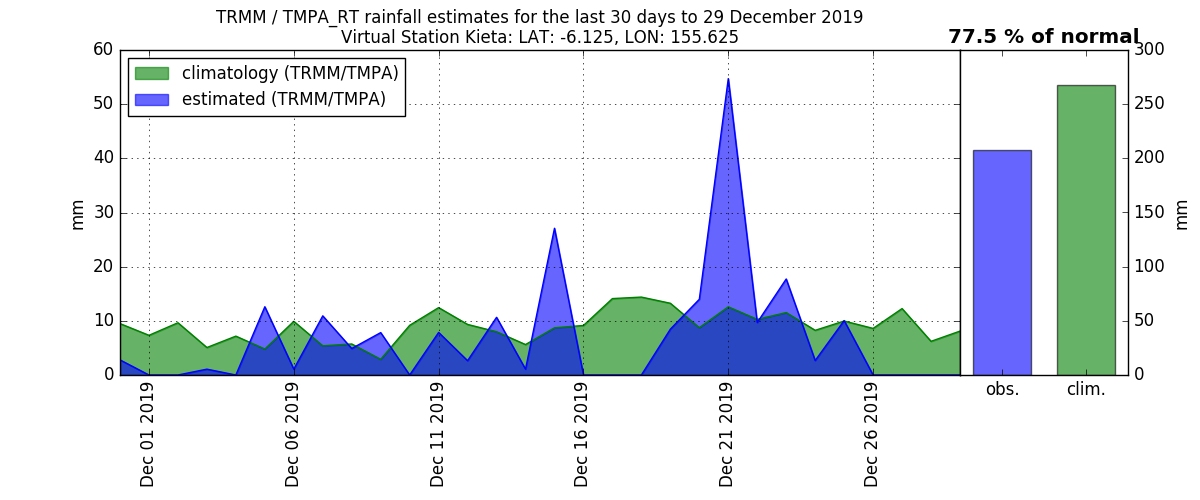 TRMM / TMPA_RT rainfall estimates for the last 30 days to 29 December 2019
Virtual Station Kieta: LAT: -6.125, LON: 155.625
77.5 % of normal
climatology (TRMM/TMPA)
estimated (TRMM/TMPA)
60
50
40
30
20
10
0
mm
Dec 01 2019
Dec 06 2019
Dec 11 2019
Dec 16 2019
Dec 21 2019
Dec 26 2019
300
250
200
150
100
50
0
mm
obs.
clim.